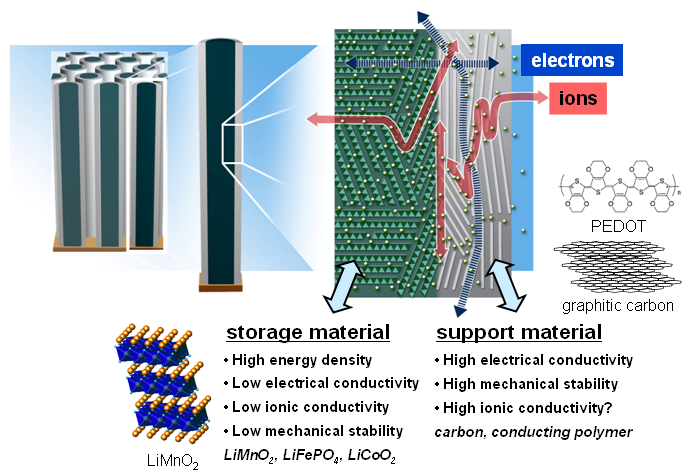 electrons
ions
PEDOT
graphitic carbon
storage material
• High energy density
• Low electrical conductivity
• Low ionic conductivity
• Low mechanical stability
LiMnO₂, LiFePO₄, LiCoO₂
support material
• High electrical conductivity
• High mechanical stability
• High ionic conductivity?
carbon, conducting polymer
LiMnO₂
O O O O
S S S
( ) n
S S
O O O O O O